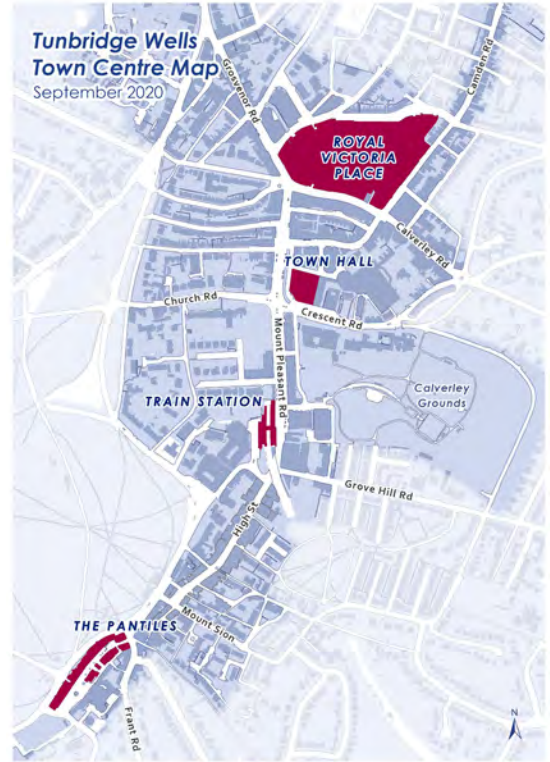 Tunbridge Wells
Town Centre Map
September 2020
Grosvenor Rd
Camden Rd
ROYAL
VICTORIA
PLACE
Calverley Rd
TOWN HALL
Church Rd
Crescent Rd
Mount Pleasant Rd
Calverley
Grounds
TRAIN STATION
Grove Hill Rd
High St
Mount Sion
THE PANTILES
Frant Rd
N